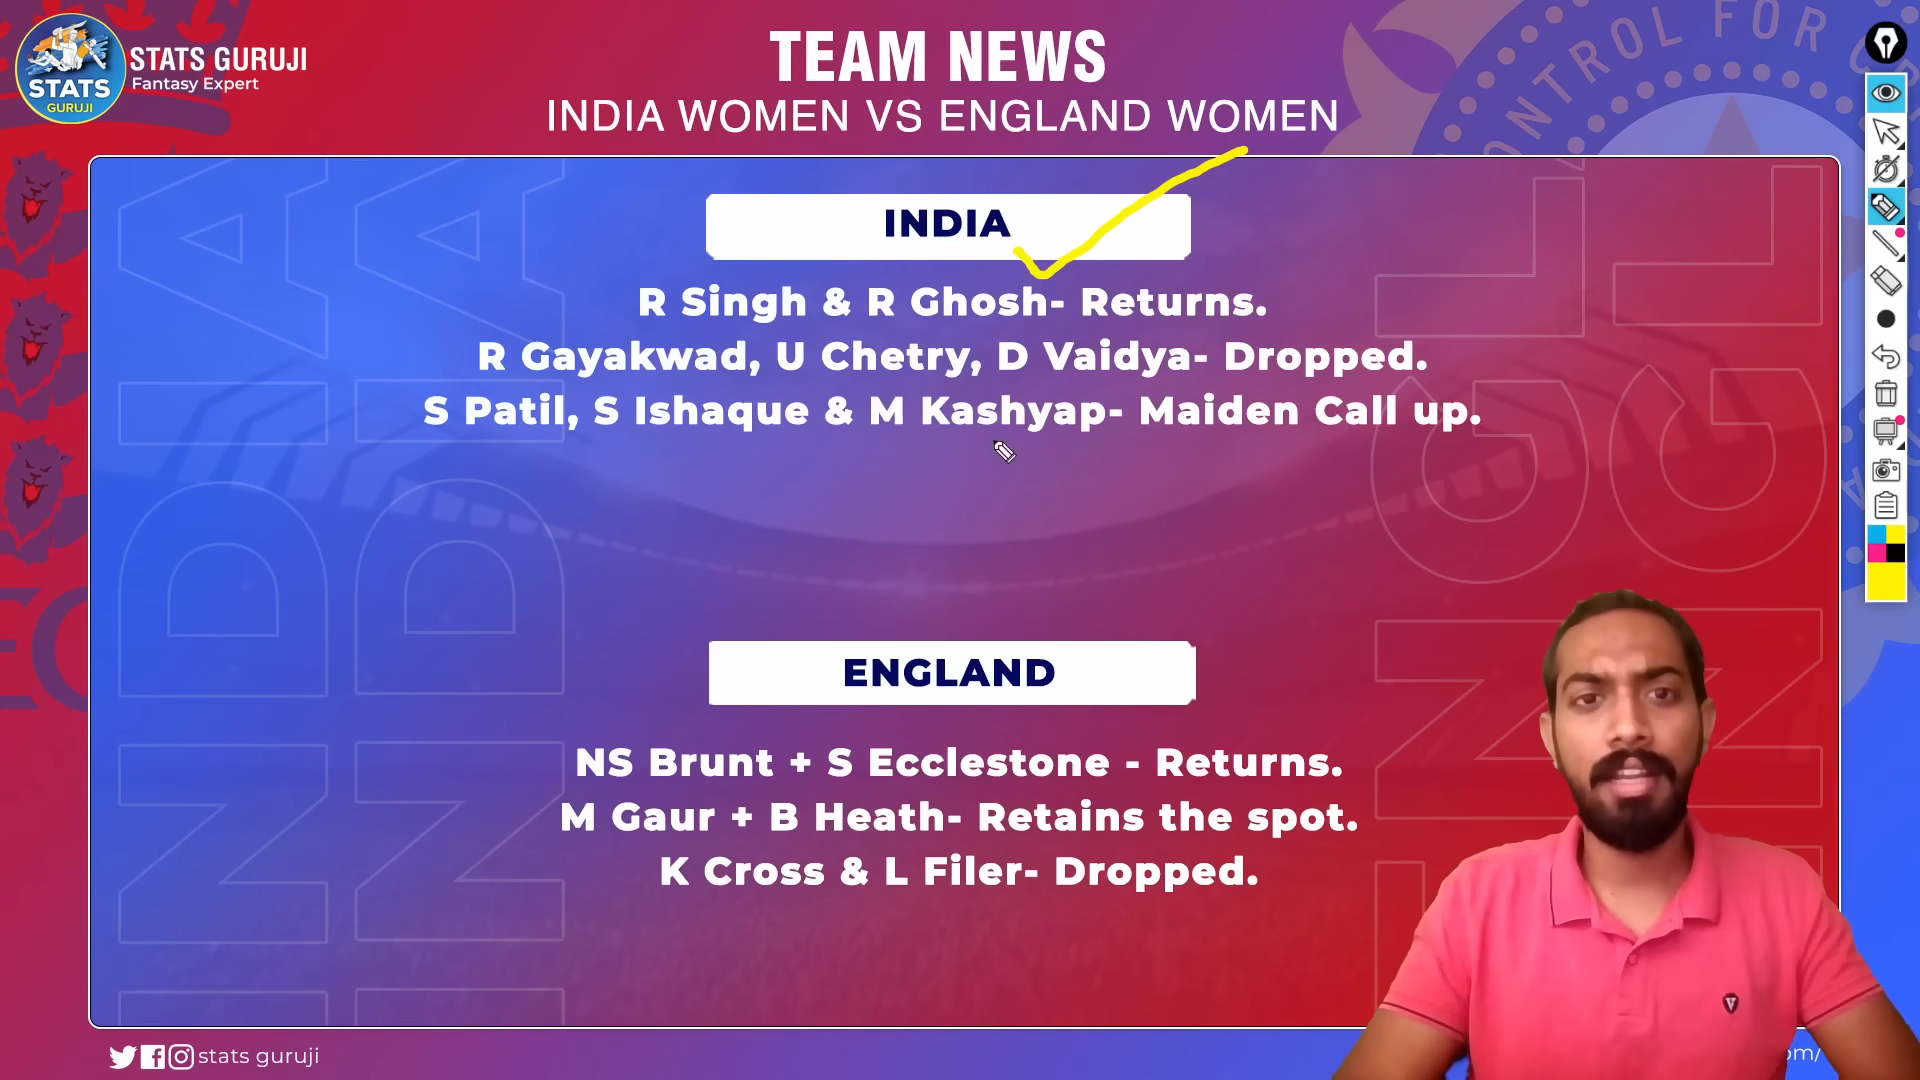 STATS GURUJI
Fantasy Expert
STATS
GURUJI
TEAM NEWS
INDIA WOMEN VS ENGLAND WOMEN
INDIA
R Singh & R Ghosh- Returns.
R Gayakwad, U Chetry, D Vaidya- Dropped.
S Patil, S Ishaque & M Kashyap- Maiden Call up.
ENGLAND
NS Brunt + S Ecclestone - Returns.
M Gaur + B Heath- Retains the spot.
K Cross & L Filer- Dropped.
stats guruji